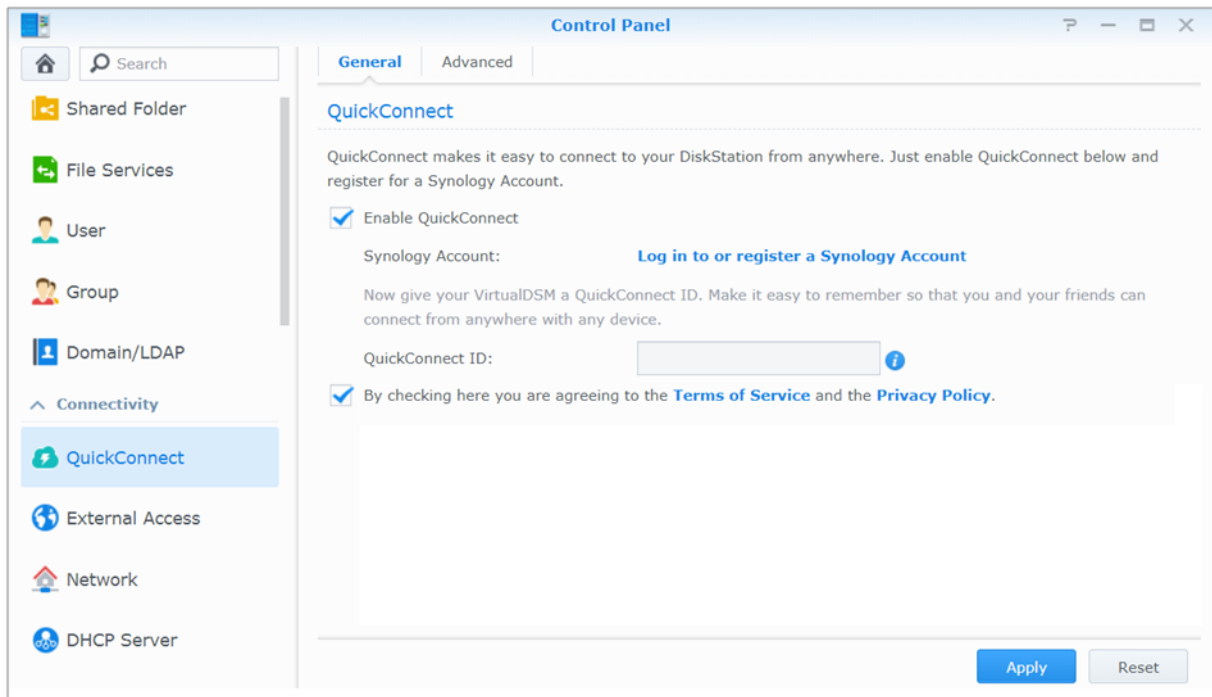 Control Panel
Search
General
Advanced
Shared Folder
File Services
User
Group
Domain/LDAP
Connectivity
QuickConnect
External Access
Network
DHCP Server
QuickConnect
QuickConnect makes it easy to connect to your DiskStation from anywhere. Just enable QuickConnect below and
register for a Synology Account.
Enable QuickConnect
Synology Account: Log in to or register a Synology Account
Now give your VirtualDSM a QuickConnect ID. Make it easy to remember so that you and your friends can
connect from anywhere with any device.
QuickConnect ID:
By checking here you are agreeing to the Terms of Service and the Privacy Policy.
Apply
Reset